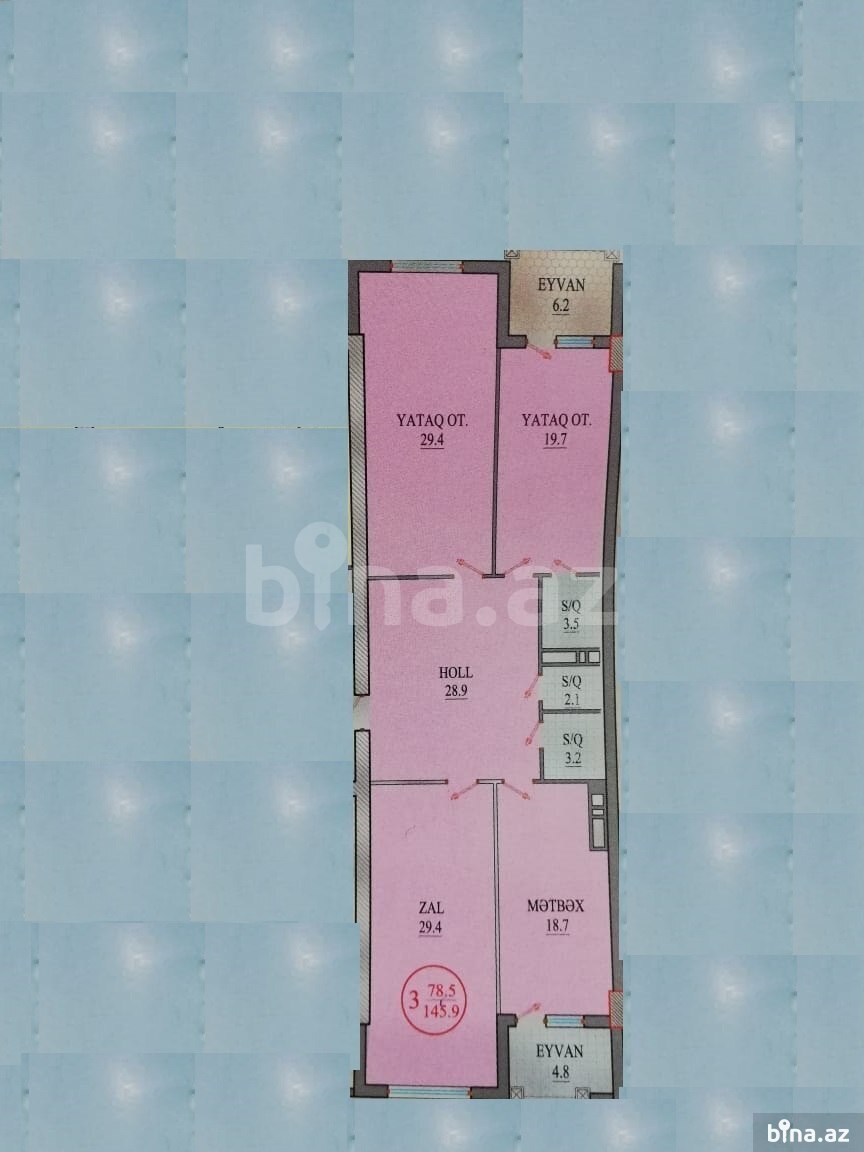 EYVAN
6.2
YATAQ OT.
29.4
YATAQ OT.
19.7
bina.az
S/Q
3.5
HOLL
28.9
S/Q
2.1
S/Q
3.2
ZAL
29.4
MƏTBƏX
18.7
3
78.5
145.9
EYVAN
4.8
bina.az